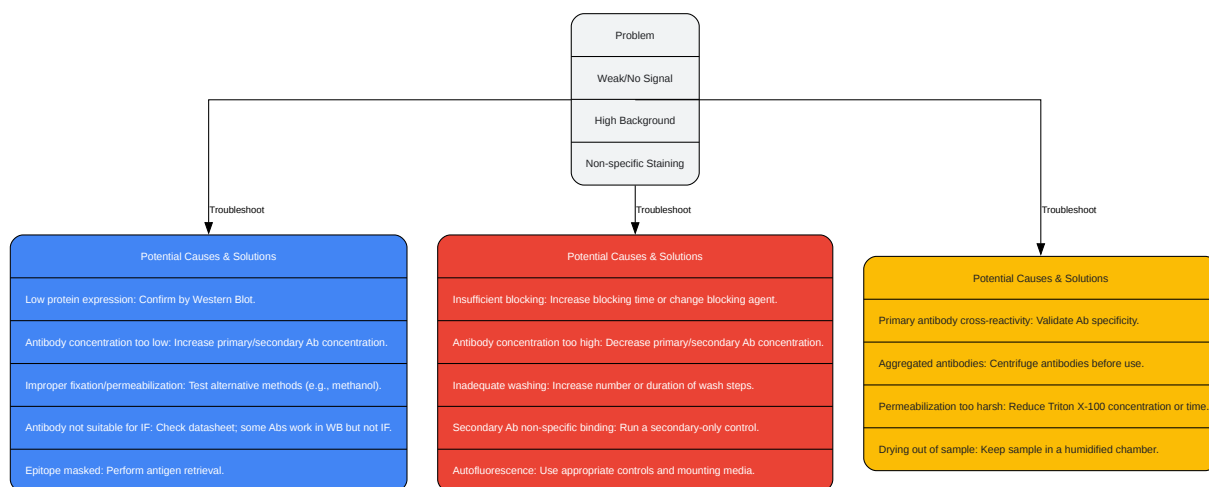 Problem
Weak/No Signal
High Background
Non-specific Staining
Troubleshoot
Troubleshoot
Troubleshoot
Potential Causes & Solutions
Low protein expression: Confirm by Western Blot.
Antibody concentration too low: Increase primary/secondary Ab concentration.
Improper fixation/permeabilization: Test alternative methods (e.g., methanol).
Antibody not suitable for IF: Check datasheet; some Abs work in WB but not IF.
Epitope masked: Perform antigen retrieval.
Potential Causes & Solutions
Insufficient blocking: Increase blocking time or change blocking agent.
Antibody concentration too high: Decrease primary/secondary Ab concentration.
Inadequate washing: Increase number or duration of wash steps.
Secondary Ab non-specific binding: Run a secondary-only control.
Autofluorescence: Use appropriate controls and mounting media.
Potential Causes & Solutions
Primary antibody cross-reactivity: Validate Ab specificity.
Aggregated antibodies: Centrifuge antibodies before use.
Permeabilization too harsh: Reduce Triton X-100 concentration or time.
Drying out of sample: Keep sample in a humidified chamber.